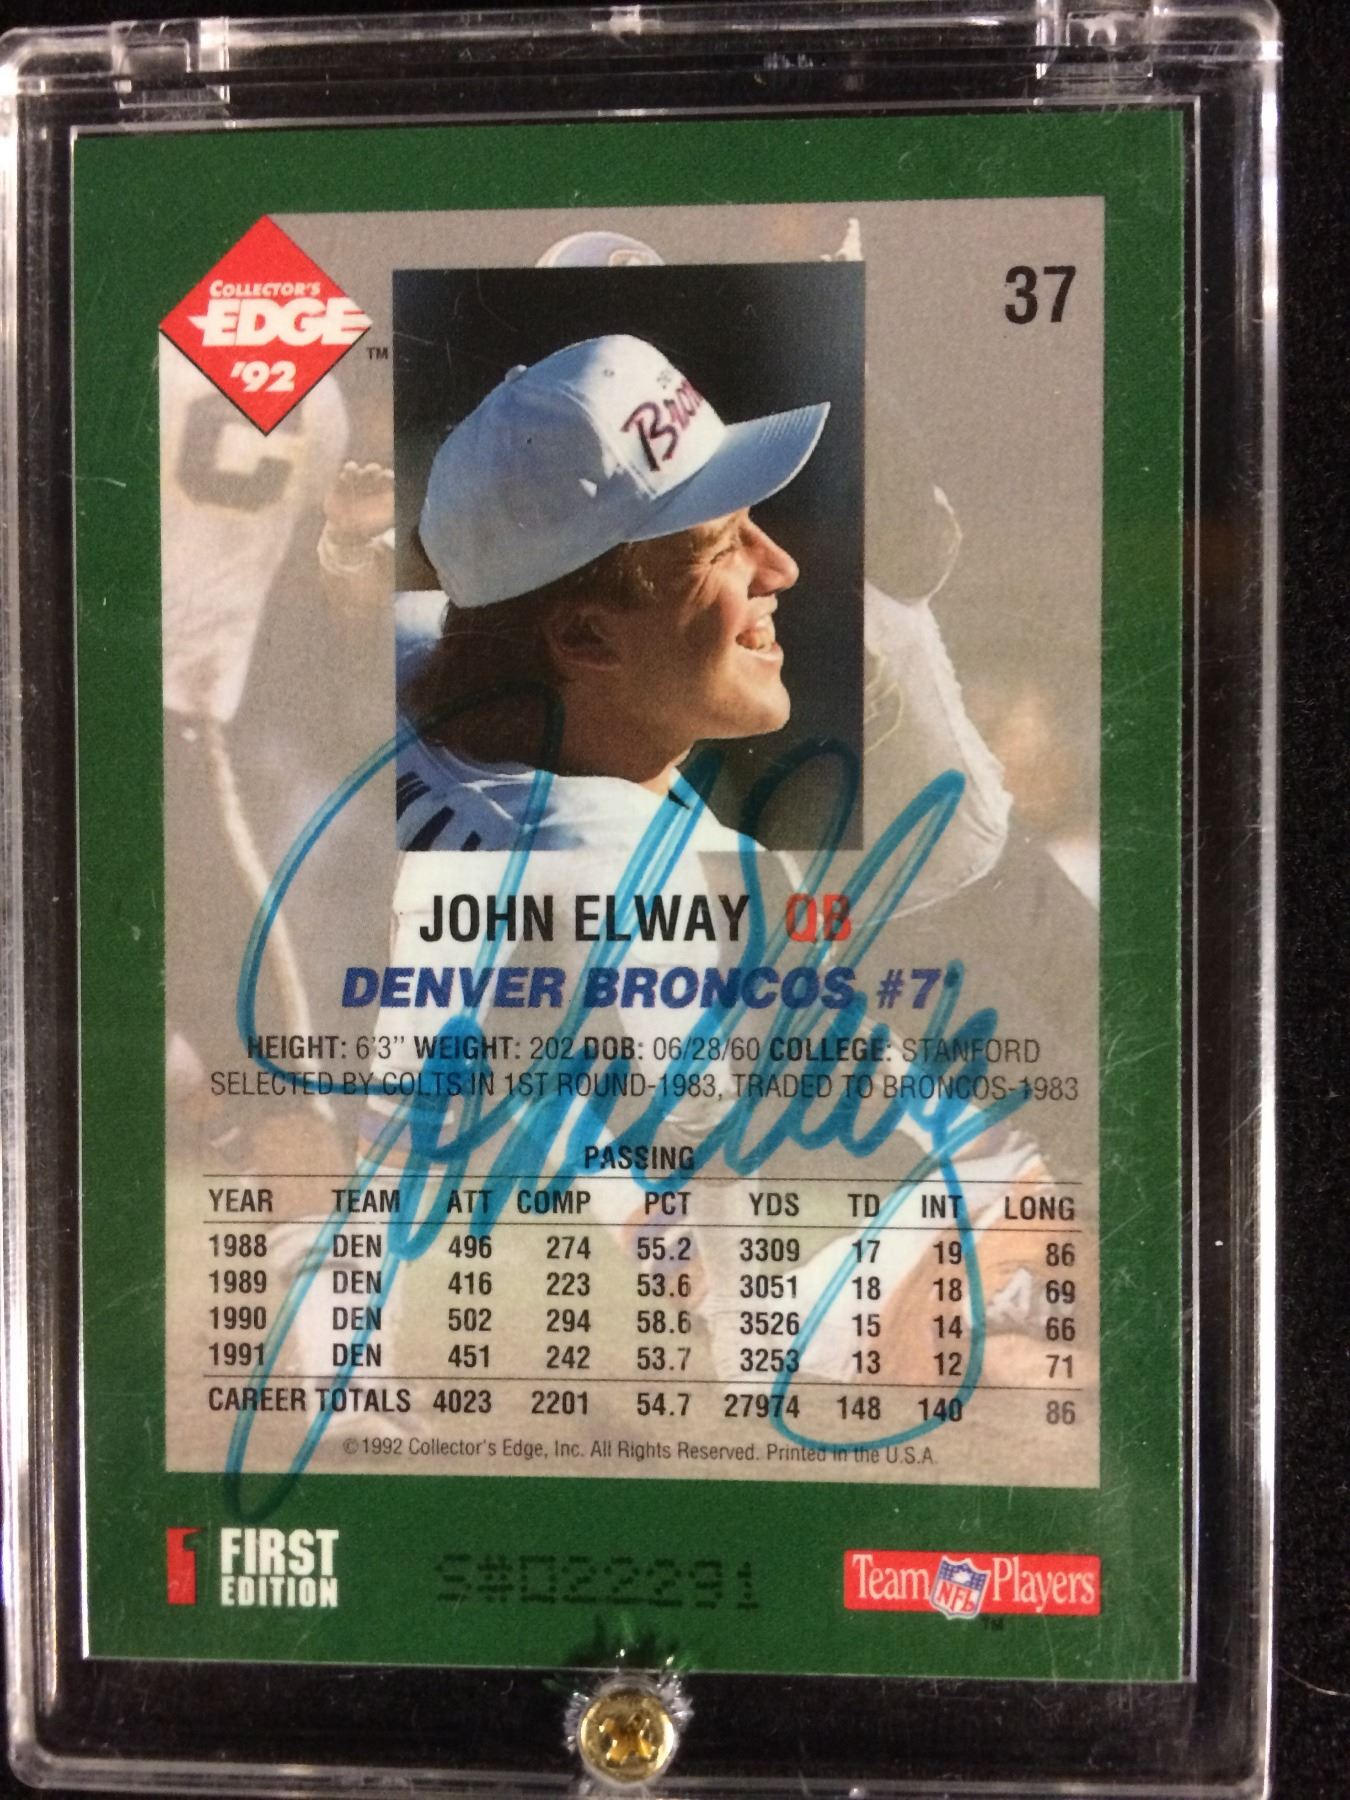 COLLECTOR'S
EDGE
'92
TM
37
Bron
JOHN ELWAY QB
DENVER BRONCOS #7
HEIGHT: 6'3" WEIGHT: 202 DOB: 06/28/60 COLLEGE: STANFORD
SELECTED BY COLTS IN 1ST ROUND-1983, TRADED TO BRONCOS-1983
John Elway
PASSING
YEAR TEAM ATT COMP PCT YDS TD INT LONG
1988 DEN 496 274 55.2 3309 17 19 86
1989 DEN 416 223 53.6 3051 18 18 69
1990 DEN 502 294 58.6 3526 15 14 66
1991 DEN 451 242 53.7 3253 13 12 71
CAREER TOTALS 4023 2201 54.7 27974 148 140 86
©1992 Collector's Edge, Inc. All Rights Reserved. Printed in the U.S.A.
1 FIRST
EDITION
S#022291
Team NFL Players
TM